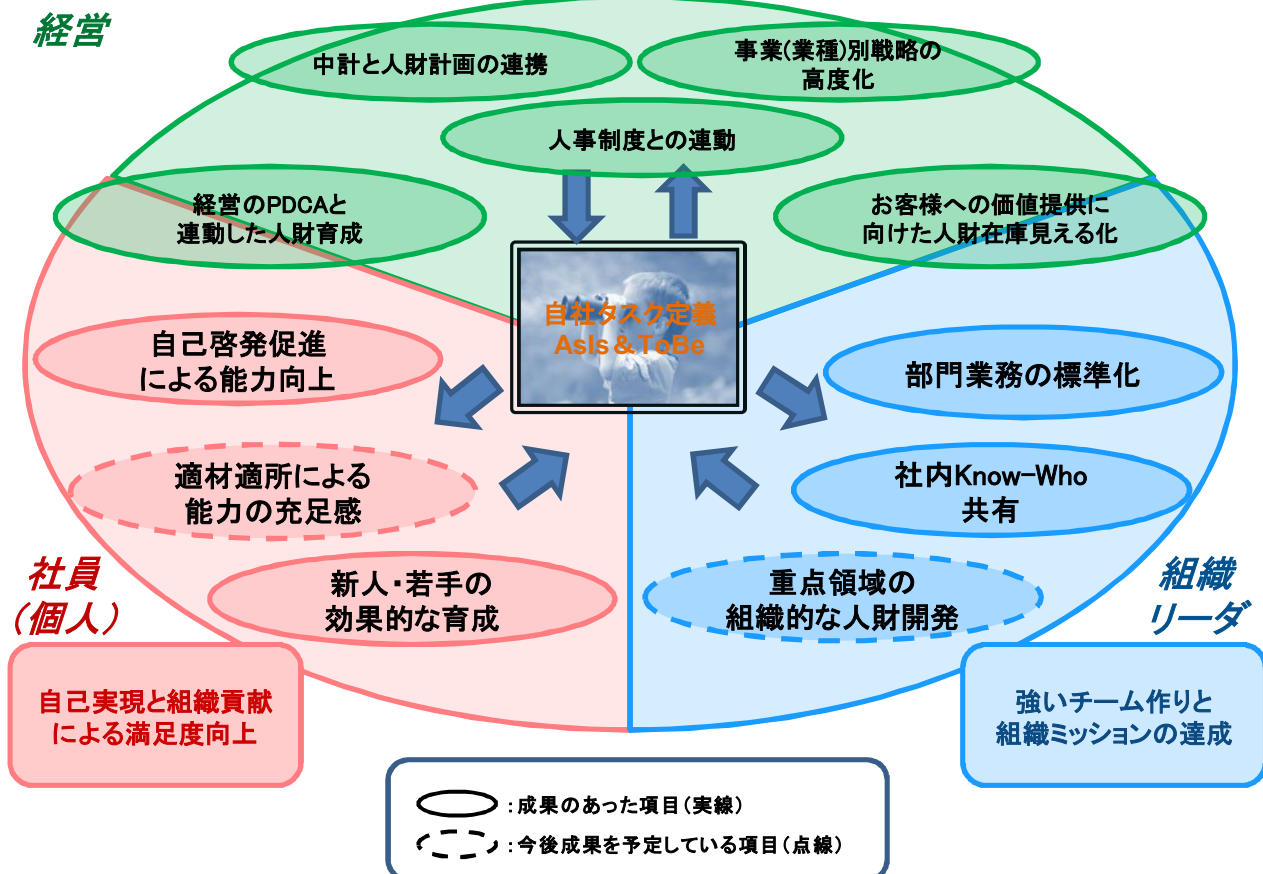 経営
中計と人財計画の連携
事業(業種)別戦略の
高度化
人事制度との連動
経営のPDCAと
連動した人財育成
お客様への価値提供に
向けた人財在庫見える化
自社タスク定義
AsIs＆ToBe
自己啓発促進
による能力向上
適材適所による
能力の充足感
新人・若手の
効果的な育成
部門業務の標準化
社内Know-Who
共有
重点領域の
組織的な人財開発
社員
（個人）
組織
リーダ
自己実現と組織貢献
による満足度向上
強いチーム作りと
組織ミッションの達成
：成果のあった項目（実線）
：今後成果を予定している項目（点線）